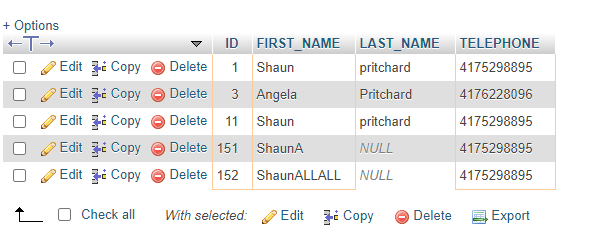 + Options
ID FIRST_NAME LAST_NAME TELEPHONE
Edit Copy Delete 1 Shaun pritchard 4175298895
Edit Copy Delete 3 Angela Pritchard 4176228096
Edit Copy Delete 11 Shaun pritchard 4175298895
Edit Copy Delete 151 ShaunA NULL 4175298895
Edit Copy Delete 152 ShaunALLALL NULL 4175298895
Check all With selected: Edit Copy Delete Export